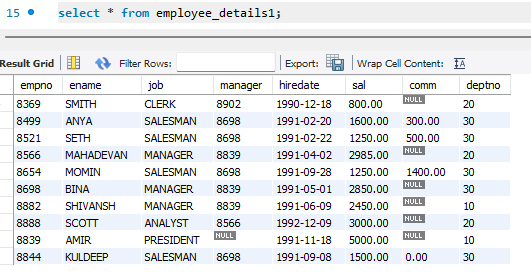 15 select * from employee_details1;
Result Grid Filter Rows: Export: Wrap Cell Content: IA
empno ename job manager hiredate sal comm deptno
8369 SMITH CLERK 8902 1990-12-18 800.00 NULL 20
8499 ANYA SALESMAN 8698 1991-02-20 1600.00 300.00 30
8521 SETH SALESMAN 8698 1991-02-22 1250.00 500.00 30
8566 MAHADEVAN MANAGER 8839 1991-04-02 2985.00 NULL 20
8654 MOMIN SALESMAN 8698 1991-09-28 1250.00 1400.00 30
8698 BINA MANAGER 8839 1991-05-01 2850.00 NULL 30
8882 SHIVANSH MANAGER 8839 1991-06-09 2450.00 NULL 10
8888 SCOTT ANALYST 8566 1992-12-09 3000.00 NULL 20
8839 AMIR PRESIDENT NULL 1991-11-18 5000.00 NULL 10
8844 KULDEEP SALESMAN 8698 1991-09-08 1500.00 0.00 30